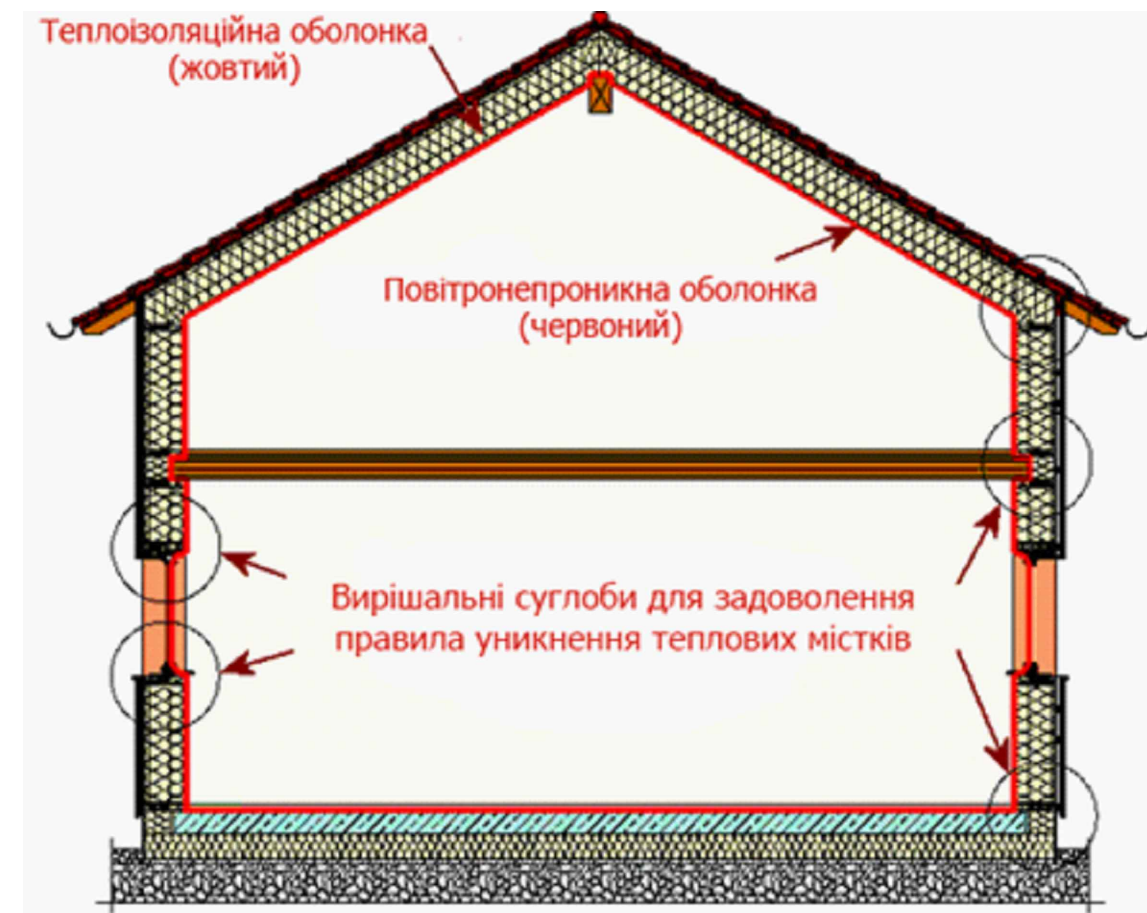 Теплоізоляційна оболонка
(жовтий)
Повітронепроникна оболонка
(червоний)
Вирішальні суглоби для задоволення
правила уникнення теплових містків